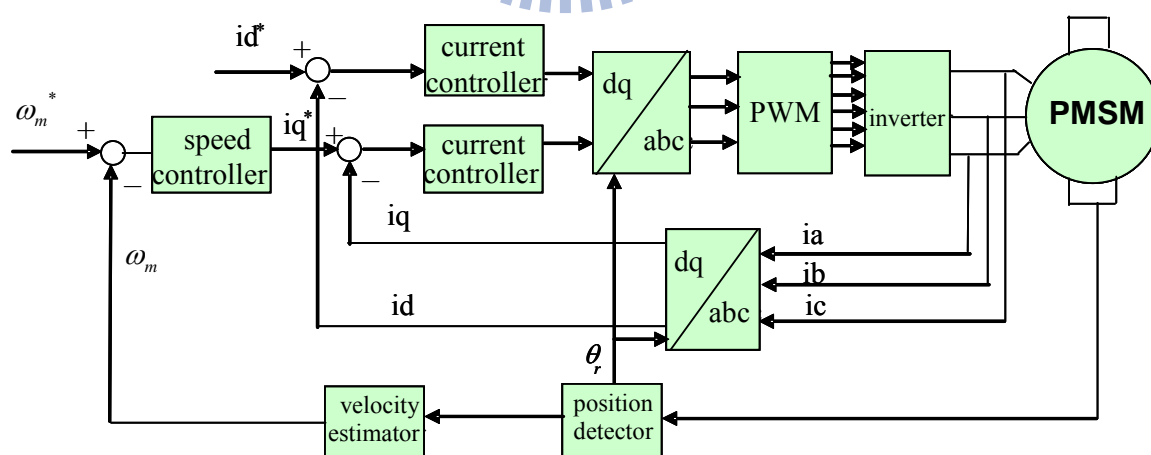 id*
+
−
current
controller
dq
abc
PWM
inverter
PMSM
ωm*
+
−
speed
controller
iq*
+
−
current
controller
iq
id
dq
abc
ia
ib
ic
ωm
θr
velocity
estimator
position
detector